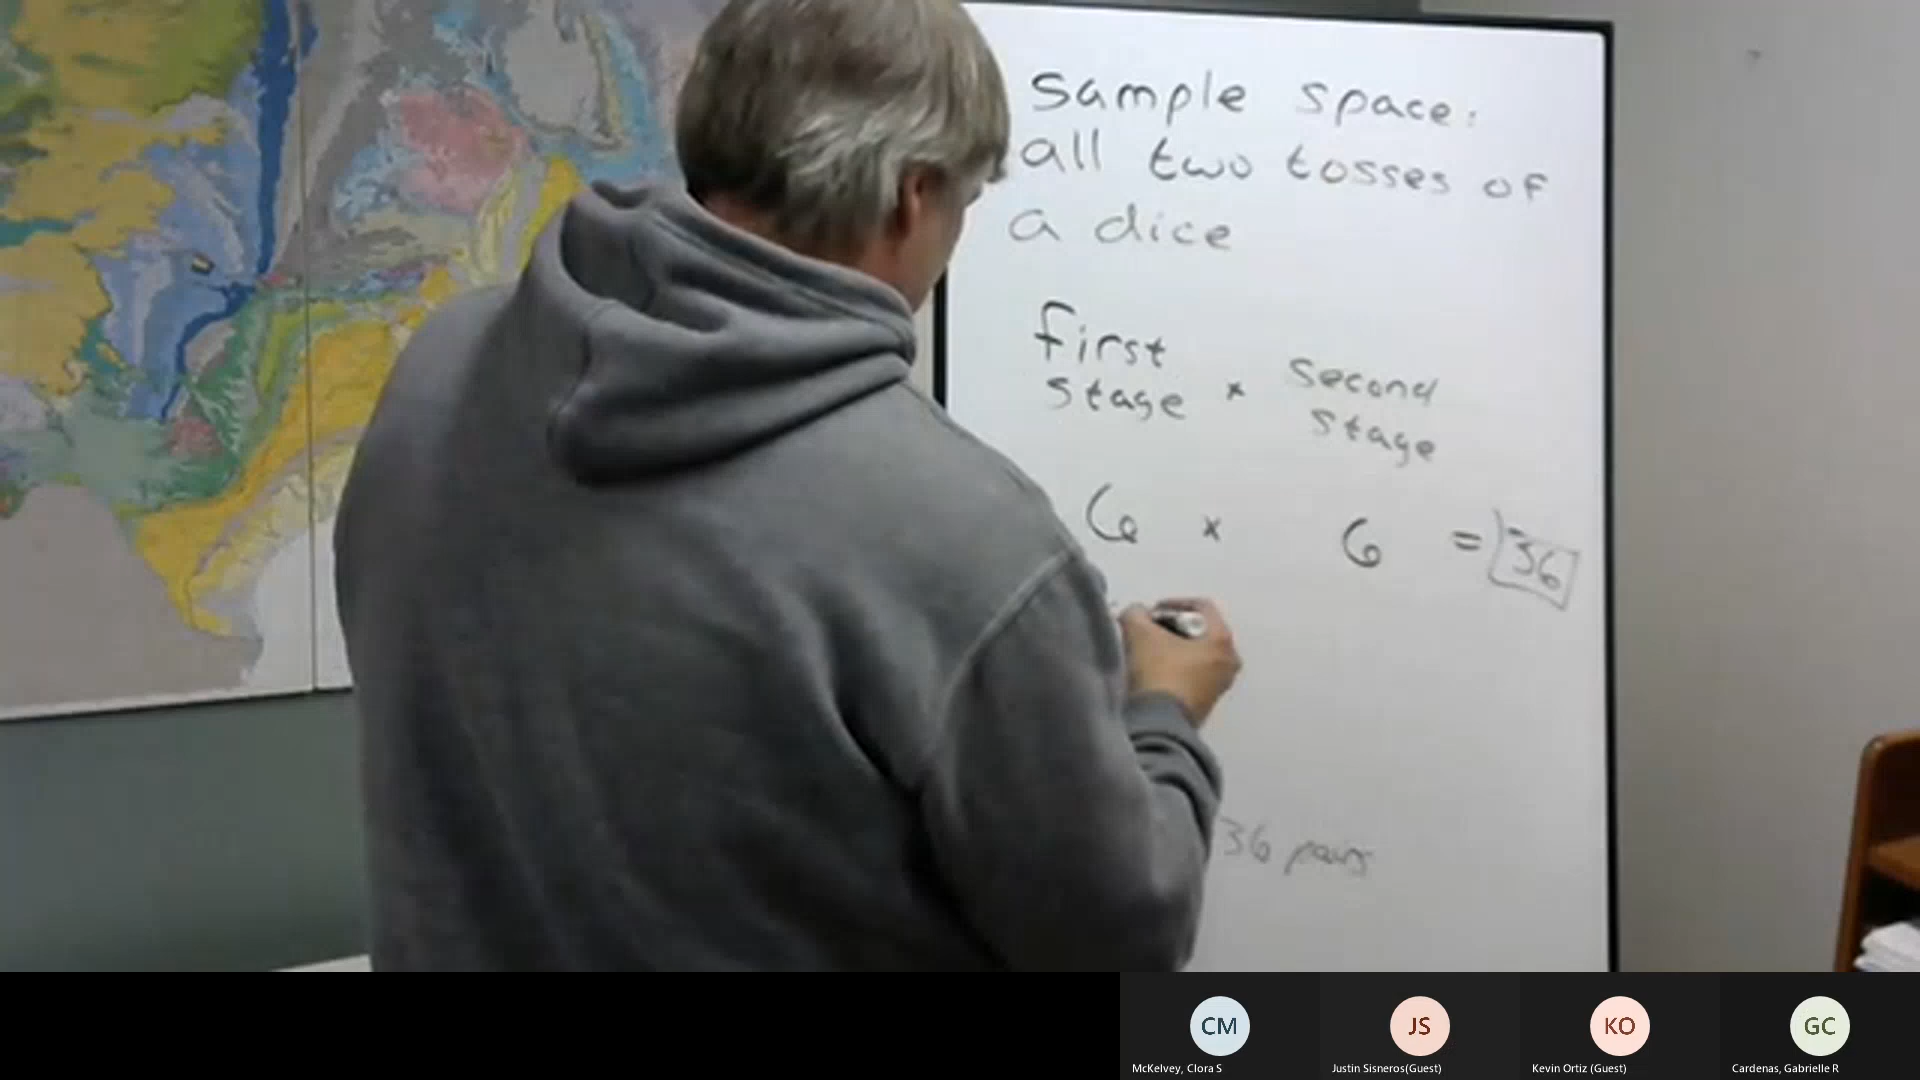 Sample space:
all two tosses of
a dice
first
stage × second
stage
6 × 6 = 36
36 pairs
CM
JS
KO
GC
McKelvey, Clora S
Justin Sisneros(Guest)
Kevin Ortiz (Guest)
Cardenas, Gabrielle R